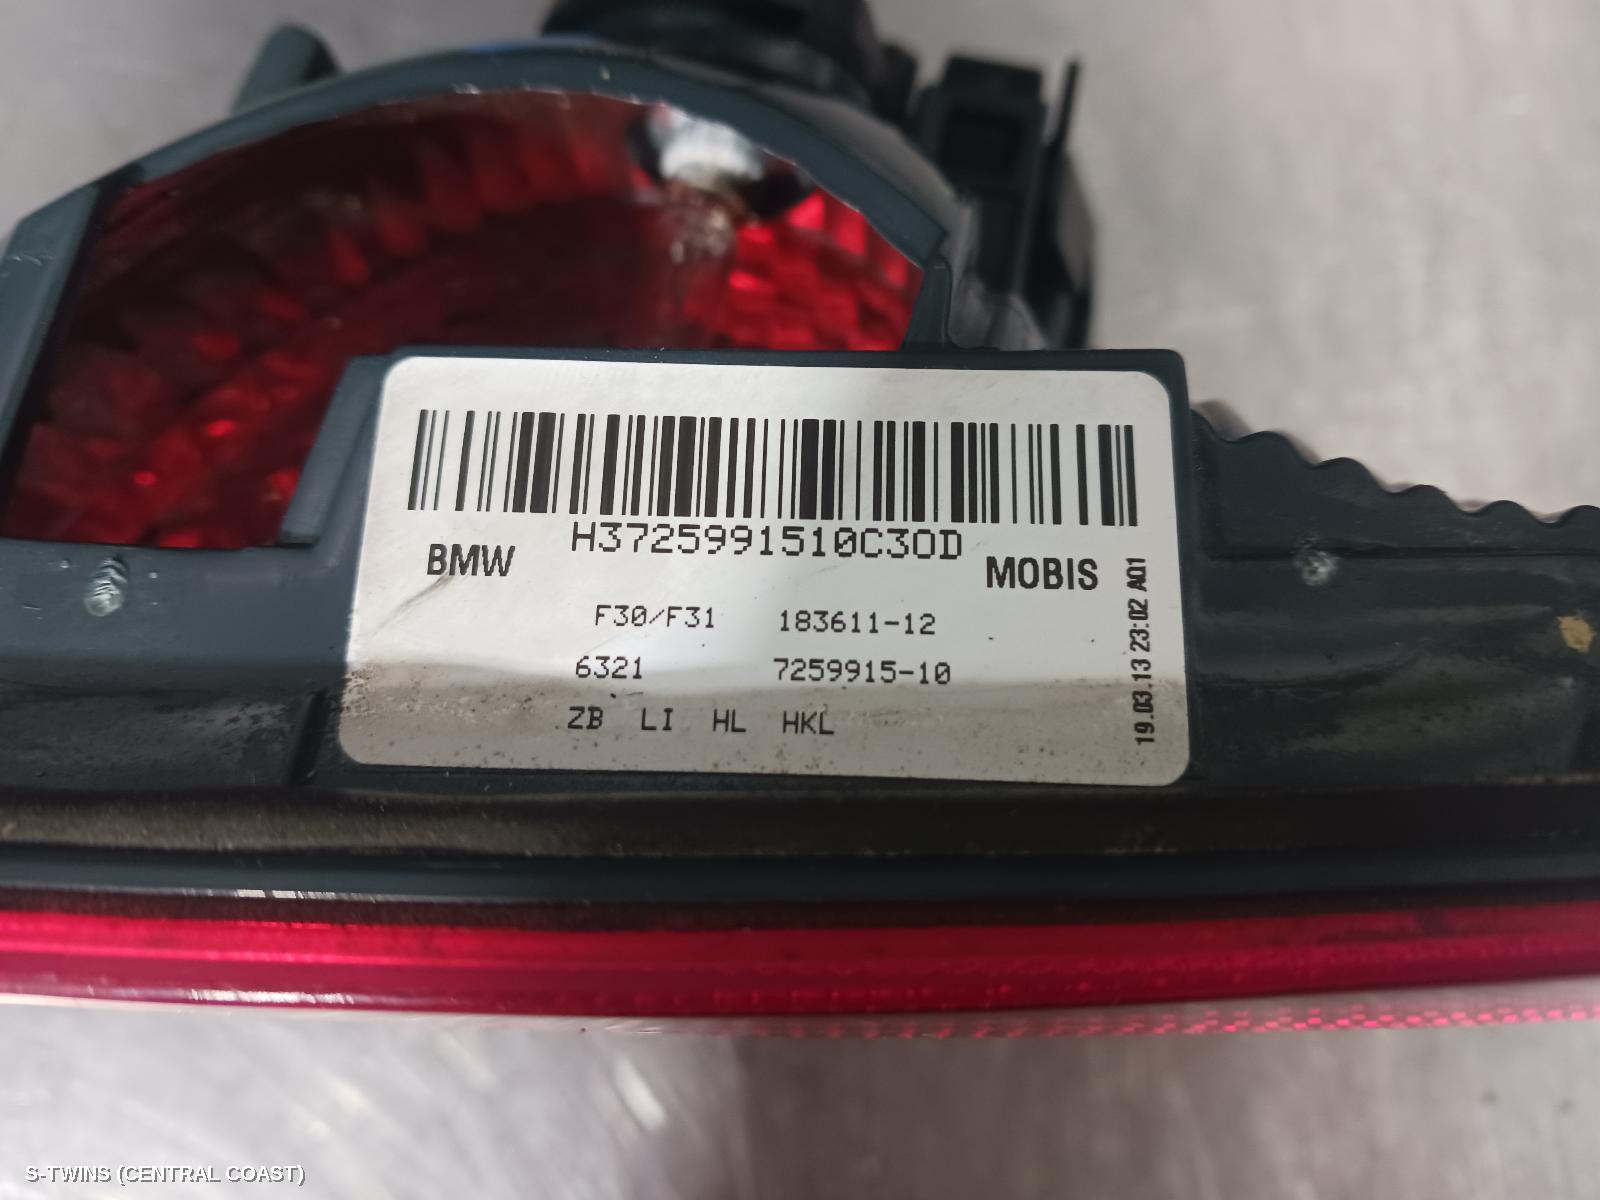 H3725991510C3OD
BMW
MOBIS
F30/F31 183611-12
6321 7259915-10
ZB LI HL HKL
19.03.13 23:02 A01
S-TWINS (CENTRAL COAST)